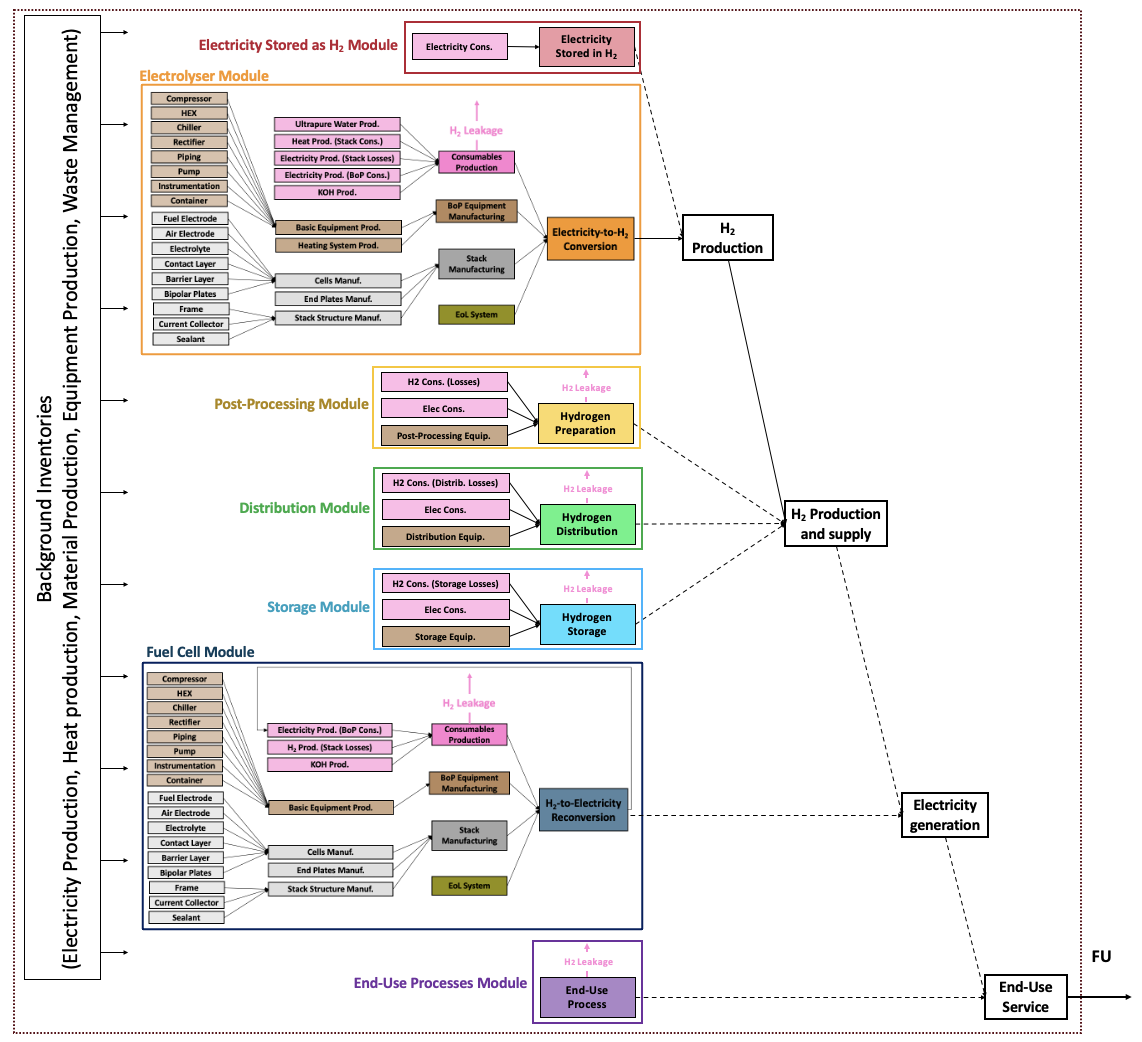 Background Inventories
(Electricity Production, Heat production, Material Production, Equipment Production, Waste Management)
Electricity Stored as H₂ Module
Electricity Cons.
Electricity
Stored in H₂
Electrolyser Module
Compressor
HEX
Chiller
Rectifier
Piping
Pump
Instrumentation
Container
Fuel Electrode
Air Electrode
Electrolyte
Contact Layer
Barrier Layer
Bipolar Plates
Frame
Current Collector
Sealant
Ultrapure Water Prod.
Heat Prod. (Stack Cons.)
Electricity Prod. (Stack Losses)
Electricity Prod. (BoP Cons.)
KOH Prod.
Basic Equipment Prod.
Heating System Prod.
Cells Manuf.
End Plates Manuf.
Stack Structure Manuf.
H₂ Leakage
Consumables
Production
BoP Equipment
Manufacturing
Stack
Manufacturing
EoL System
Electricity-to-H₂
Conversion
H₂
Production
Post-Processing Module
H2 Cons. (Losses)
Elec Cons.
Post-Processing Equip.
H2 Leakage
Hydrogen
Preparation
Distribution Module
H2 Cons. (Distrib. Losses)
Elec Cons.
Distribution Equip.
H2 Leakage
Hydrogen
Distribution
H₂ Production
and supply
Storage Module
H2 Cons. (Storage Losses)
Elec Cons.
Storage Equip.
H2 Leakage
Hydrogen
Storage
Fuel Cell Module
Compressor
HEX
Chiller
Rectifier
Piping
Pump
Instrumentation
Container
Fuel Electrode
Air Electrode
Electrolyte
Contact Layer
Barrier Layer
Bipolar Plates
Frame
Current Collector
Sealant
Electricity Prod. (BoP Cons.)
H₂ Prod. (Stack Losses)
KOH Prod.
Basic Equipment Prod.
Cells Manuf.
End Plates Manuf.
Stack Structure Manuf.
H₂ Leakage
Consumables
Production
BoP Equipment
Manufacturing
Stack
Manufacturing
EoL System
H₂-to-Electricity
Reconversion
Electricity
generation
End-Use Processes Module
H2 Leakage
End-Use
Process
End-Use
Service
FU